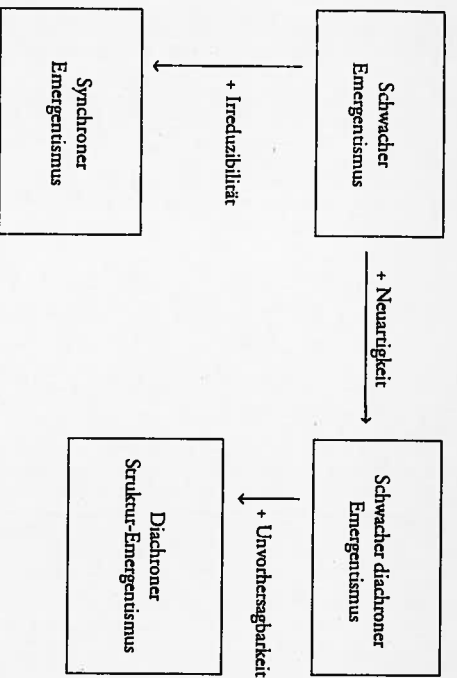 Schwacher
Emergentismus
+ Neuartigkeit
Schwacher diachroner
Emergentismus
+ Irreduzibilität
+ Unvorhersagbarkeit
Synchroner
Emergentismus
Diachroner
Struktur-Emergentismus